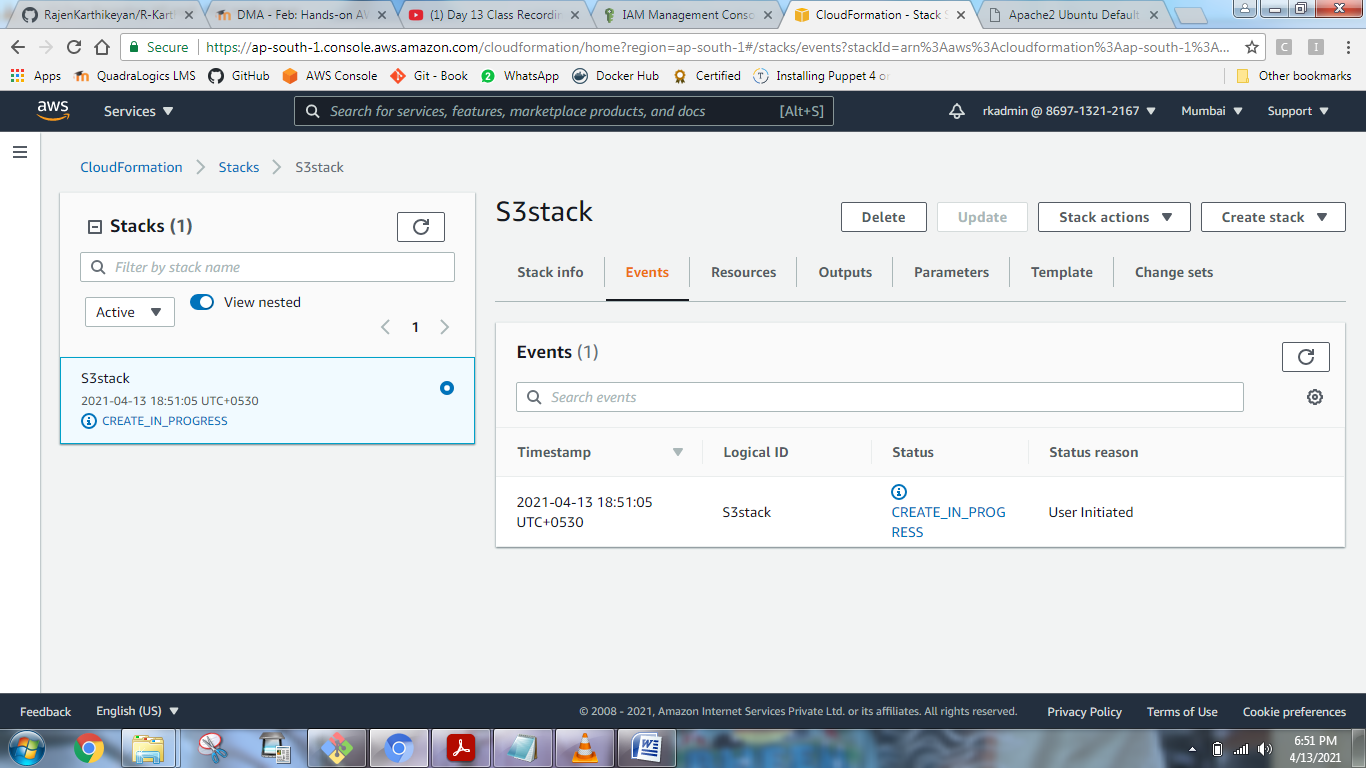 RajenKarthikeyan/R-Kart
DMA - Feb: Hands-on AW
(1) Day 13 Class Recordin
IAM Management Consc
CloudFormation - Stack S
Apache2 Ubuntu Default
Secure
https://ap-south-1.console.aws.amazon.com/cloudformation/home?region=ap-south-1#/stacks/events?stackId=arn%3Aaws%3Acloudformation%3Aap-south-1%3A...
C
I
Apps
QuadraLogics LMS
GitHub
AWS Console
Git - Book
2
WhatsApp
Docker Hub
Certified
Installing Puppet 4 or
Other bookmarks
aws
Services
Search for services, features, marketplace products, and docs
[Alt+S]
rkadmin @ 8697-1321-2167
Mumbai
Support
CloudFormation
Stacks
S3stack
Stacks (1)
Filter by stack name
Active
View nested
1
S3stack
2021-04-13 18:51:05 UTC+0530
CREATE_IN_PROGRESS
S3stack
Delete
Update
Stack actions
Create stack
Stack info
Events
Resources
Outputs
Parameters
Template
Change sets
Events (1)
Search events
Timestamp
Logical ID
Status
Status reason
2021-04-13 18:51:05
UTC+0530
S3stack
CREATE_IN_PROG
RESS
User Initiated
Feedback
English (US)
© 2008 - 2021, Amazon Internet Services Private Ltd. or its affiliates. All rights reserved.
Privacy Policy
Terms of Use
Cookie preferences
6:51 PM
4/13/2021